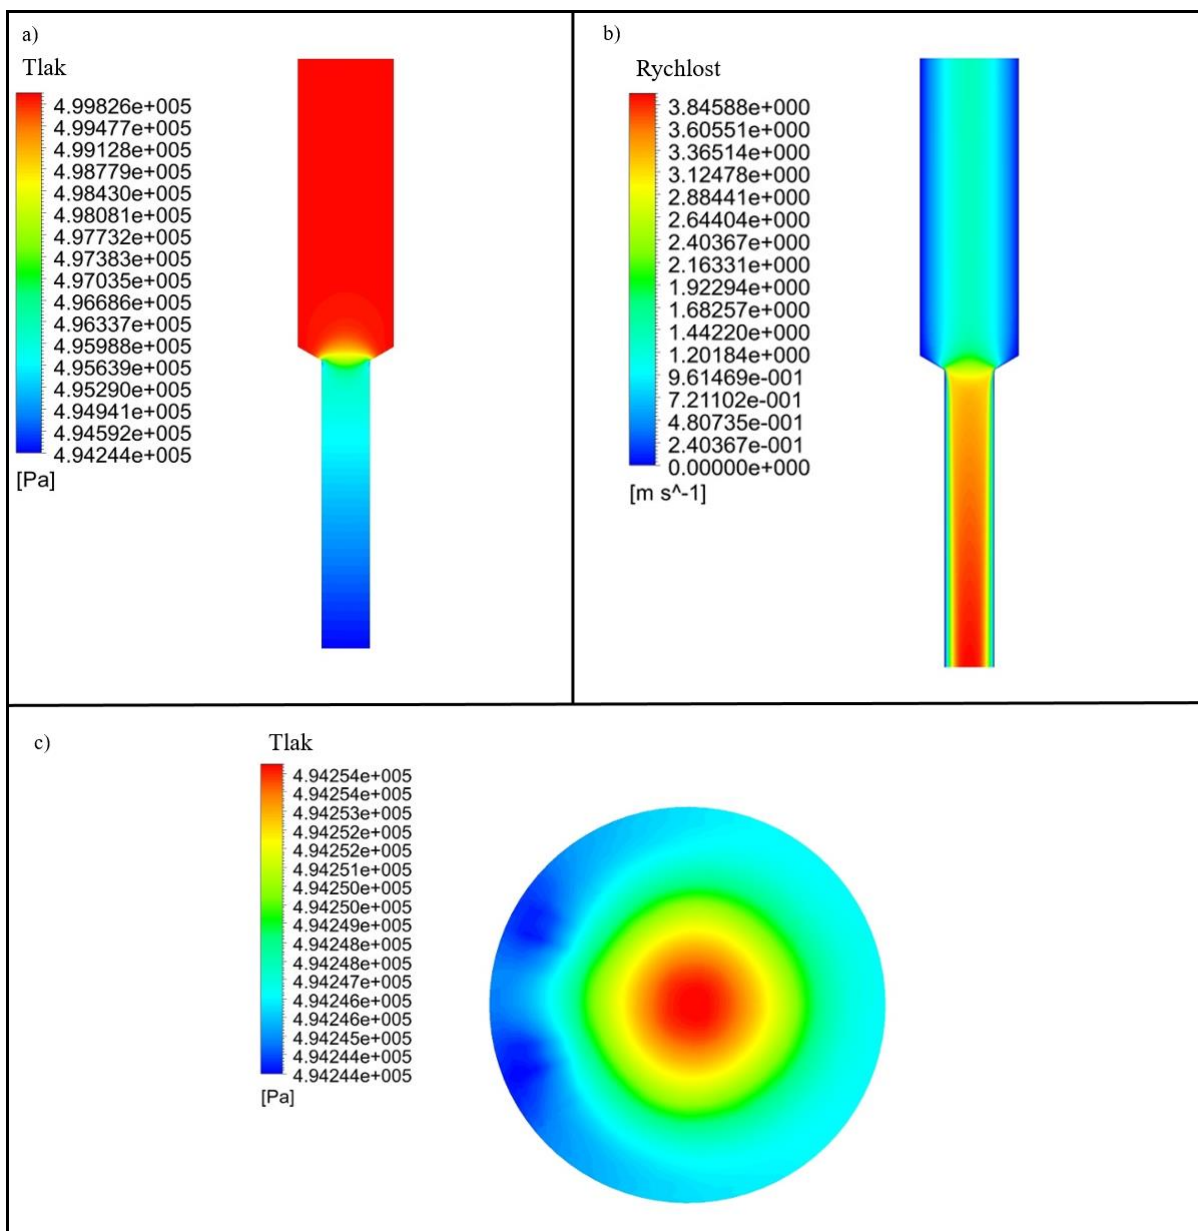 a)
Tlak
4.99826e+005
4.99477e+005
4.99128e+005
4.98779e+005
4.98430e+005
4.98081e+005
4.97732e+005
4.97383e+005
4.97035e+005
4.96686e+005
4.96337e+005
4.95988e+005
4.95639e+005
4.95290e+005
4.94941e+005
4.94592e+005
4.94244e+005
[Pa]
b)
Rychlost
3.84588e+000
3.60551e+000
3.36514e+000
3.12478e+000
2.88441e+000
2.64404e+000
2.40367e+000
2.16331e+000
1.92294e+000
1.68257e+000
1.44220e+000
1.20184e+000
9.61469e-001
7.21102e-001
4.80735e-001
2.40367e-001
0.00000e+000
[m s^-1]
c)
Tlak
4.94254e+005
4.94254e+005
4.94253e+005
4.94252e+005
4.94252e+005
4.94251e+005
4.94250e+005
4.94250e+005
4.94249e+005
4.94248e+005
4.94248e+005
4.94247e+005
4.94246e+005
4.94246e+005
4.94245e+005
4.94244e+005
4.94244e+005
[Pa]